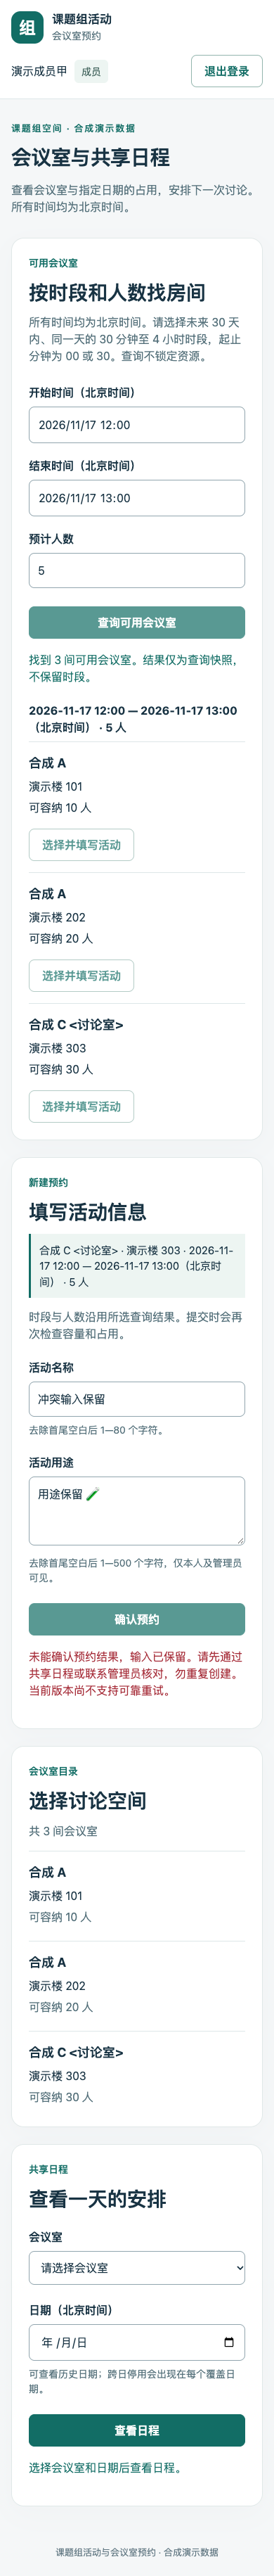 组
课题组活动
会议室预约
演示成员甲
成员
退出登录
课题组空间 · 合成演示数据
会议室与共享日程
查看会议室与指定日期的占用，安排下一次讨论。
所有时间均为北京时间。
可用会议室
按时段和人数找房间
所有时间均为北京时间。请选择未来 30 天
内、同一天的 30 分钟至 4 小时时段，起止
分钟为 00 或 30。查询不锁定资源。
开始时间（北京时间）
2026/11/17 12:00
结束时间（北京时间）
2026/11/17 13:00
预计人数
5
查询可用会议室
找到 3 间可用会议室。结果仅为查询快照，
不保留时段。
2026-11-17 12:00 — 2026-11-17 13:00
（北京时间） · 5 人
合成 A
演示楼 101
可容纳 10 人
选择并填写活动
合成 A
演示楼 202
可容纳 20 人
选择并填写活动
合成 C <讨论室>
演示楼 303
可容纳 30 人
选择并填写活动
新建预约
填写活动信息
合成 C <讨论室> · 演示楼 303 · 2026-11-
17 12:00 — 2026-11-17 13:00（北京时
间） · 5 人
时段与人数沿用所选查询结果。提交时会再
次检查容量和占用。
活动名称
冲突输入保留
去除首尾空白后 1—80 个字符。
活动用途
用途保留 🧪
去除首尾空白后 1—500 个字符，仅本人及管理员
可见。
确认预约
未能确认预约结果，输入已保留。请先通过
共享日程或联系管理员核对，勿重复创建。
当前版本尚不支持可靠重试。
会议室目录
选择讨论空间
共 3 间会议室
合成 A
演示楼 101
可容纳 10 人
合成 A
演示楼 202
可容纳 20 人
合成 C <讨论室>
演示楼 303
可容纳 30 人
共享日程
查看一天的安排
会议室
请选择会议室
日期（北京时间）
年 /月/日
可查看历史日期；跨日停用会出现在每个覆盖日
期。
查看日程
选择会议室和日期后查看日程。
课题组活动与会议室预约 · 合成演示数据